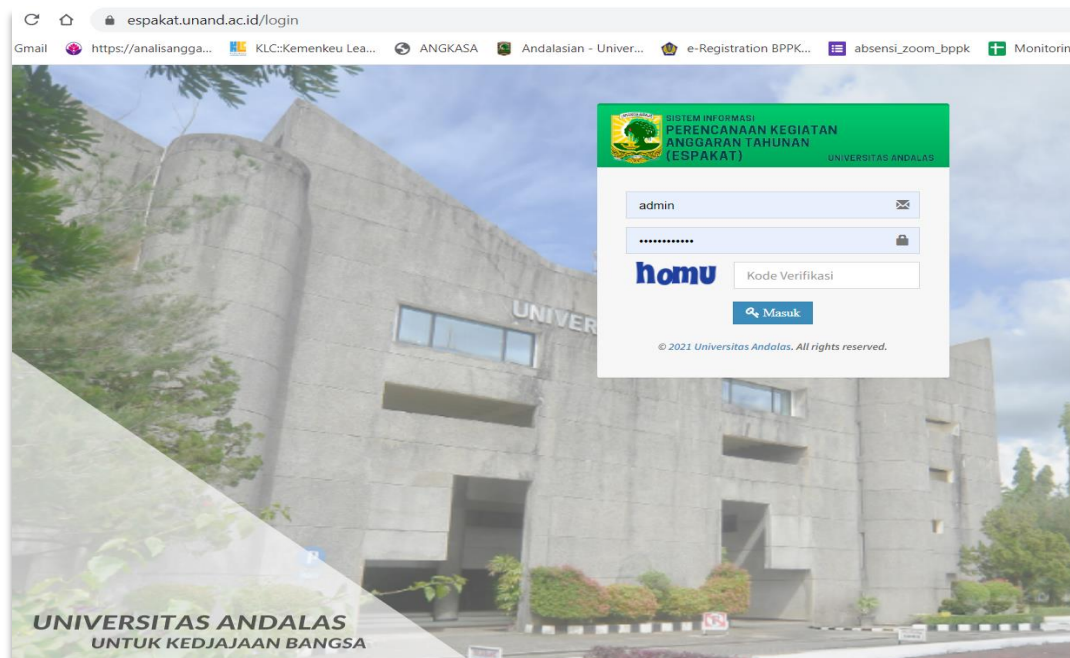 espakat.unand.ac.id/login
Gmail https://analisangga... KLC::Kemenkeu Lea... ANGKASA Andalasian - Univer... e-Registration BPPK... absensi_zoom_bppk Monitorin
SISTEM INFORMASI
PERENCANAAN KEGIATAN
ANGGARAN TAHUNAN
(ESPAKAT) UNIVERSITAS ANDALAS
admin
homu Kode Verifikasi
Masuk
© 2021 Universitas Andalas. All rights reserved.
UNIVER
UNIVERSITAS ANDALAS
UNTUK KEDJAJAAN BANGSA